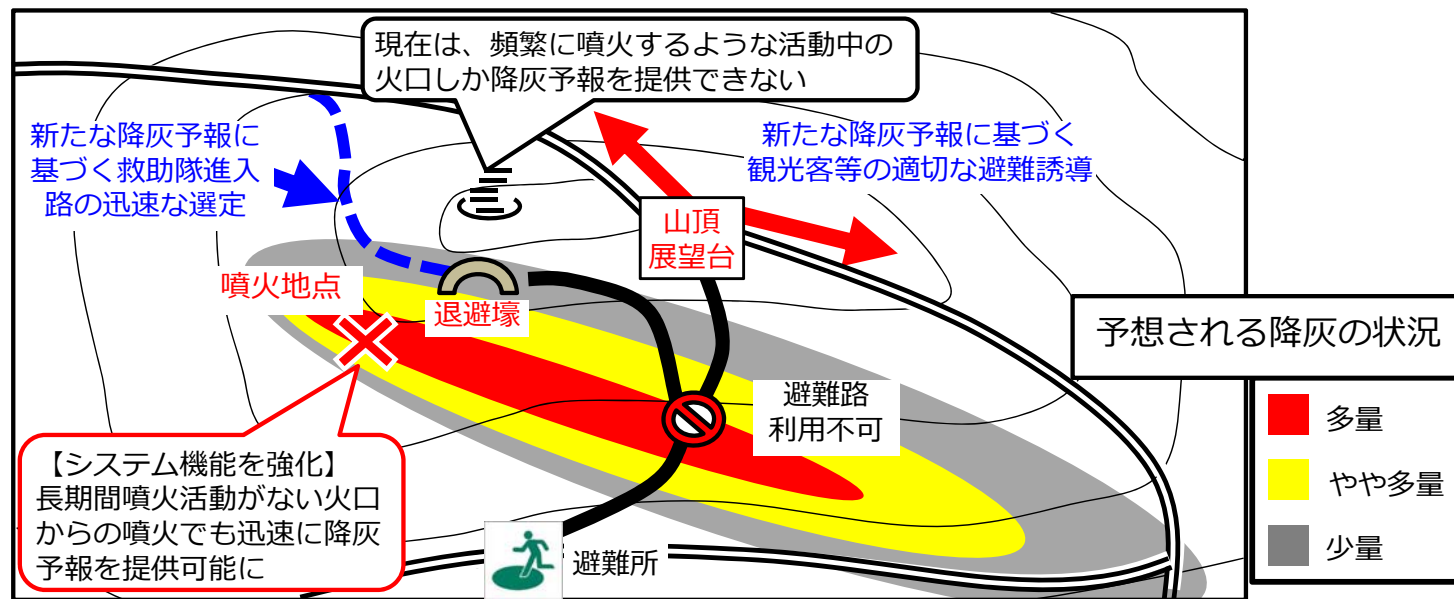 現在は、頻繁に噴火するような活動中の
火口しか降灰予報を提供できない
新たな降灰予報に
基づく救助隊進入
路の迅速な選定
新たな降灰予報に基づく
観光客等の適切な避難誘導
山頂
展望台
噴火地点
退避壕
予想される降灰の状況
避難路
利用不可
多量
やや多量
少量
【システム機能を強化】
長期間噴火活動がない火口
からの噴火でも迅速に降灰
予報を提供可能に
避難所